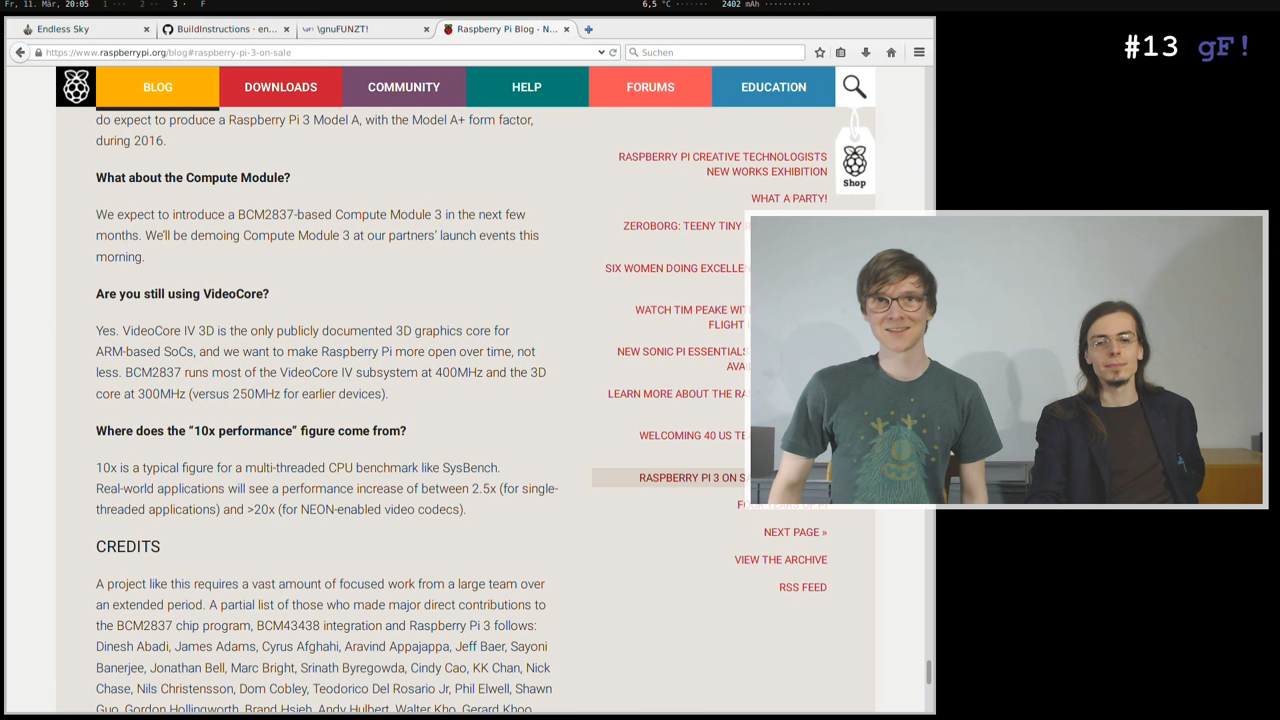 Fr, 11. Mär, 20:05 1 ··· 2 ·· 3 · F 6,5 °C ··········· 2402 mAh ···········
Endless Sky
BuildInstructions · en...
\gnuFUNZT!
Raspberry Pi Blog - N...
https://www.raspberrypi.org/blog#raspberry-pi-3-on-sale
Suchen
#13 gF!
BLOG
DOWNLOADS
COMMUNITY
HELP
FORUMS
EDUCATION
do expect to produce a Raspberry Pi 3 Model A, with the Model A+ form factor,
during 2016.
What about the Compute Module?
We expect to introduce a BCM2837-based Compute Module 3 in the next few
months. We'll be demoing Compute Module 3 at our partners' launch events this
morning.
Are you still using VideoCore?
Yes. VideoCore IV 3D is the only publicly documented 3D graphics core for
ARM-based SoCs, and we want to make Raspberry Pi more open over time, not
less. BCM2837 runs most of the VideoCore IV subsystem at 400MHz and the 3D
core at 300MHz (versus 250MHz for earlier devices).
Where does the “10x performance” figure come from?
10x is a typical figure for a multi-threaded CPU benchmark like SysBench.
Real-world applications will see a performance increase of between 2.5x (for single-
threaded applications) and >20x (for NEON-enabled video codecs).
CREDITS
A project like this requires a vast amount of focused work from a large team over
an extended period. A partial list of those who made major direct contributions to
the BCM2837 chip program, BCM43438 integration and Raspberry Pi 3 follows:
Dinesh Abadi, James Adams, Cyrus Afghahi, Aravind Appajappa, Jeff Baer, Sayoni
Banerjee, Jonathan Bell, Marc Bright, Srinath Byregowda, Cindy Cao, KK Chan, Nick
Chase, Nils Christensson, Dom Cobley, Teodorico Del Rosario Jr, Phil Elwell, Shawn
Guo, Gordon Hollingworth, Brand Hsieh, Andy Hulbert, Walter Kho, Gerard Khoo,
RASPBERRY PI CREATIVE TECHNOLOGISTS
NEW WORKS EXHIBITION
WHAT A PARTY!
ZEROBORG: TEENY TINY
SIX WOMEN DOING EXCELLEN
WATCH TIM PEAKE WIT
FLIGHT
NEW SONIC PI ESSENTIALS
AVA
LEARN MORE ABOUT THE RA
WELCOMING 40 US TE
RASPBERRY PI 3 ON S
NEXT PAGE »
VIEW THE ARCHIVE
RSS FEED
Shop